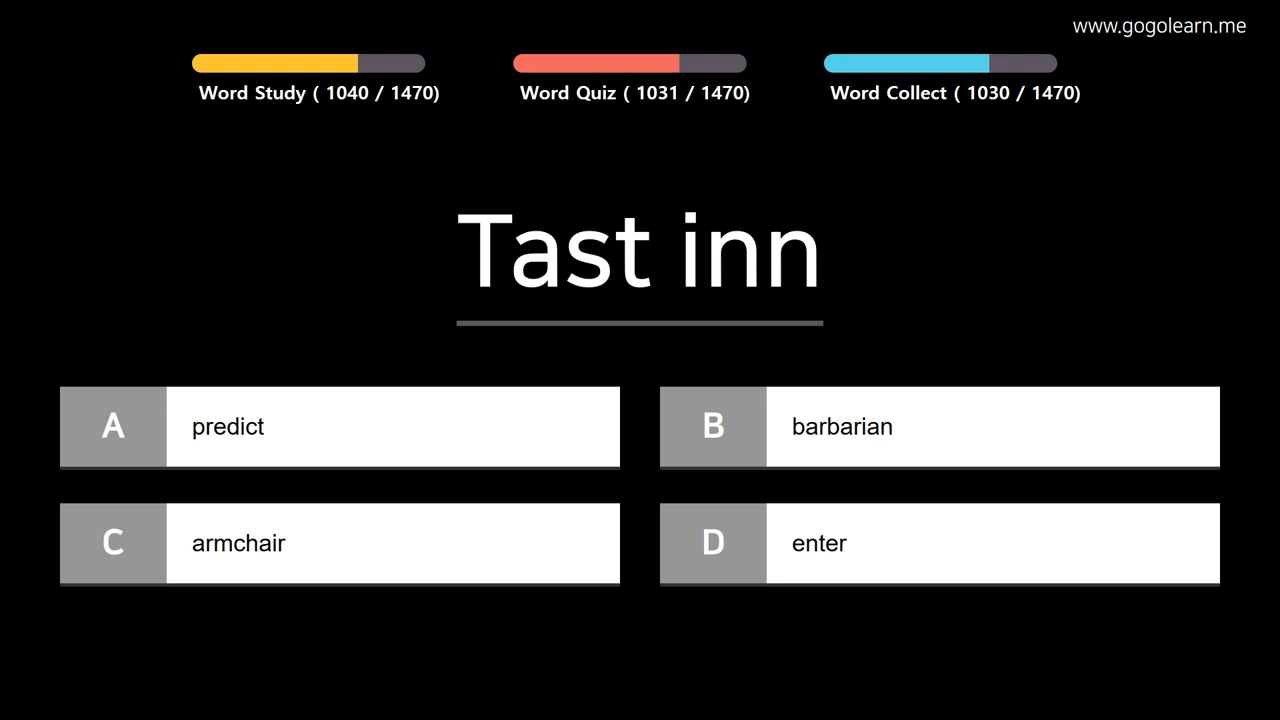 www.gogolearn.me
Word Study ( 1040 / 1470)
Word Quiz ( 1031 / 1470)
Word Collect ( 1030 / 1470)
Tast inn
A predict
B barbarian
C armchair
D enter